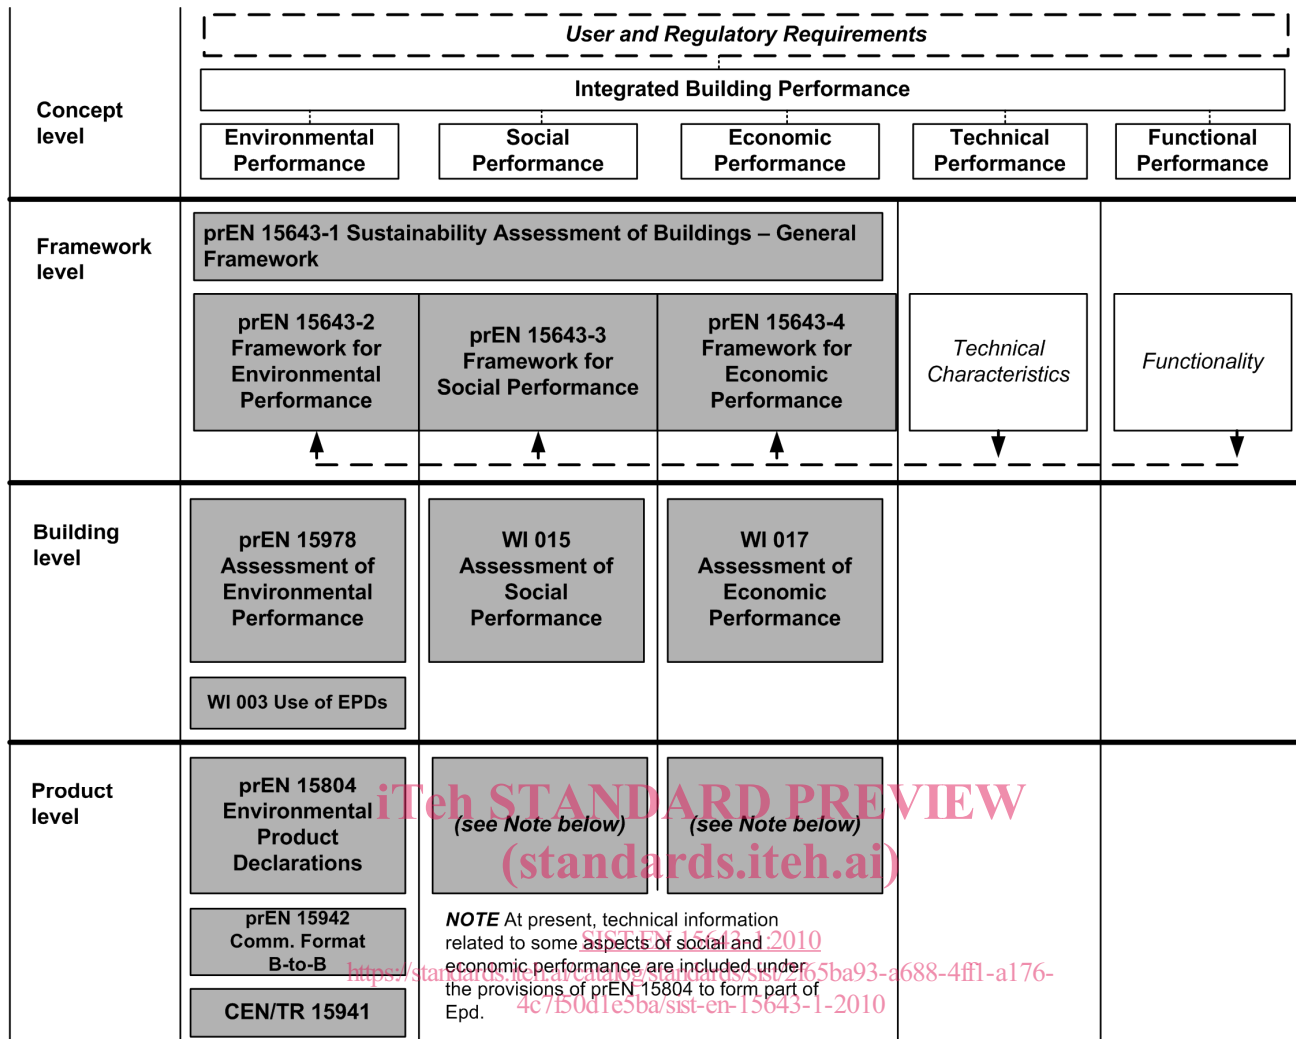 User and Regulatory Requirements
Integrated Building Performance
Concept
level
Environmental
Performance
Social
Performance
Economic
Performance
Technical
Performance
Functional
Performance
Framework
level
prEN 15643-1 Sustainability Assessment of Buildings – General
Framework
prEN 15643-2
Framework for
Environmental
Performance
prEN 15643-3
Framework for
Social Performance
prEN 15643-4
Framework for
Economic
Performance
Technical
Characteristics
Functionality
Building
level
prEN 15978
Assessment of
Environmental
Performance
WI 015
Assessment of
Social
Performance
WI 017
Assessment of
Economic
Performance
WI 003 Use of EPDs
Product
level
prEN 15804
Environmental
Product
Declarations
(see Note below)
(see Note below)
iTeh STANDARD PREVIEW
(standards.iteh.ai)
prEN 15942
Comm. Format
B-to-B
CEN/TR 15941
NOTE At present, technical information
related to some aspects of social and
economic performance are included under
the provisions of prEN 15804 to form part of
Epd.
SIST EN 15643-1:2010
https://standards.iteh.ai/catalog/standards/sist/2f65ba93-a688-4ff1-a176-
4c7f50d1e5ba/sist-en-15643-1-2010